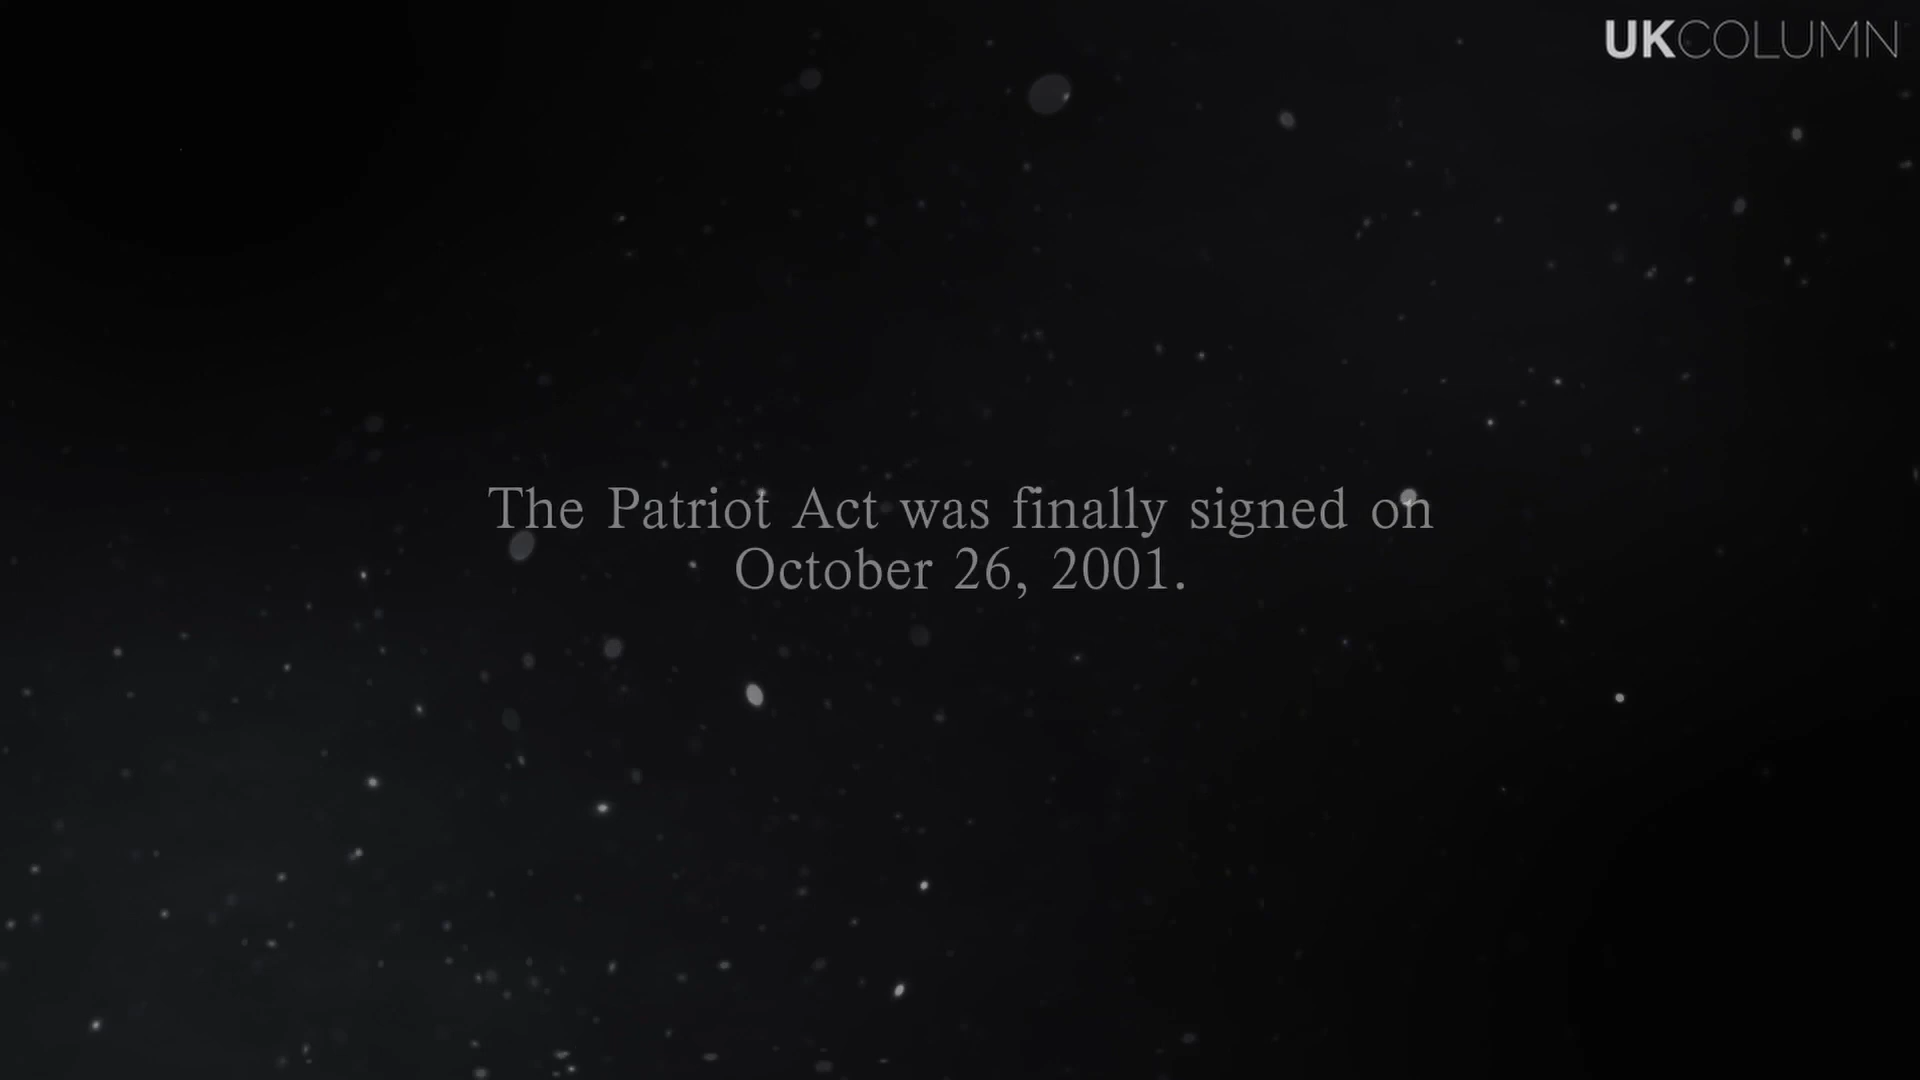 UKCOLUMN
The Patriot Act was finally signed on
October 26, 2001.